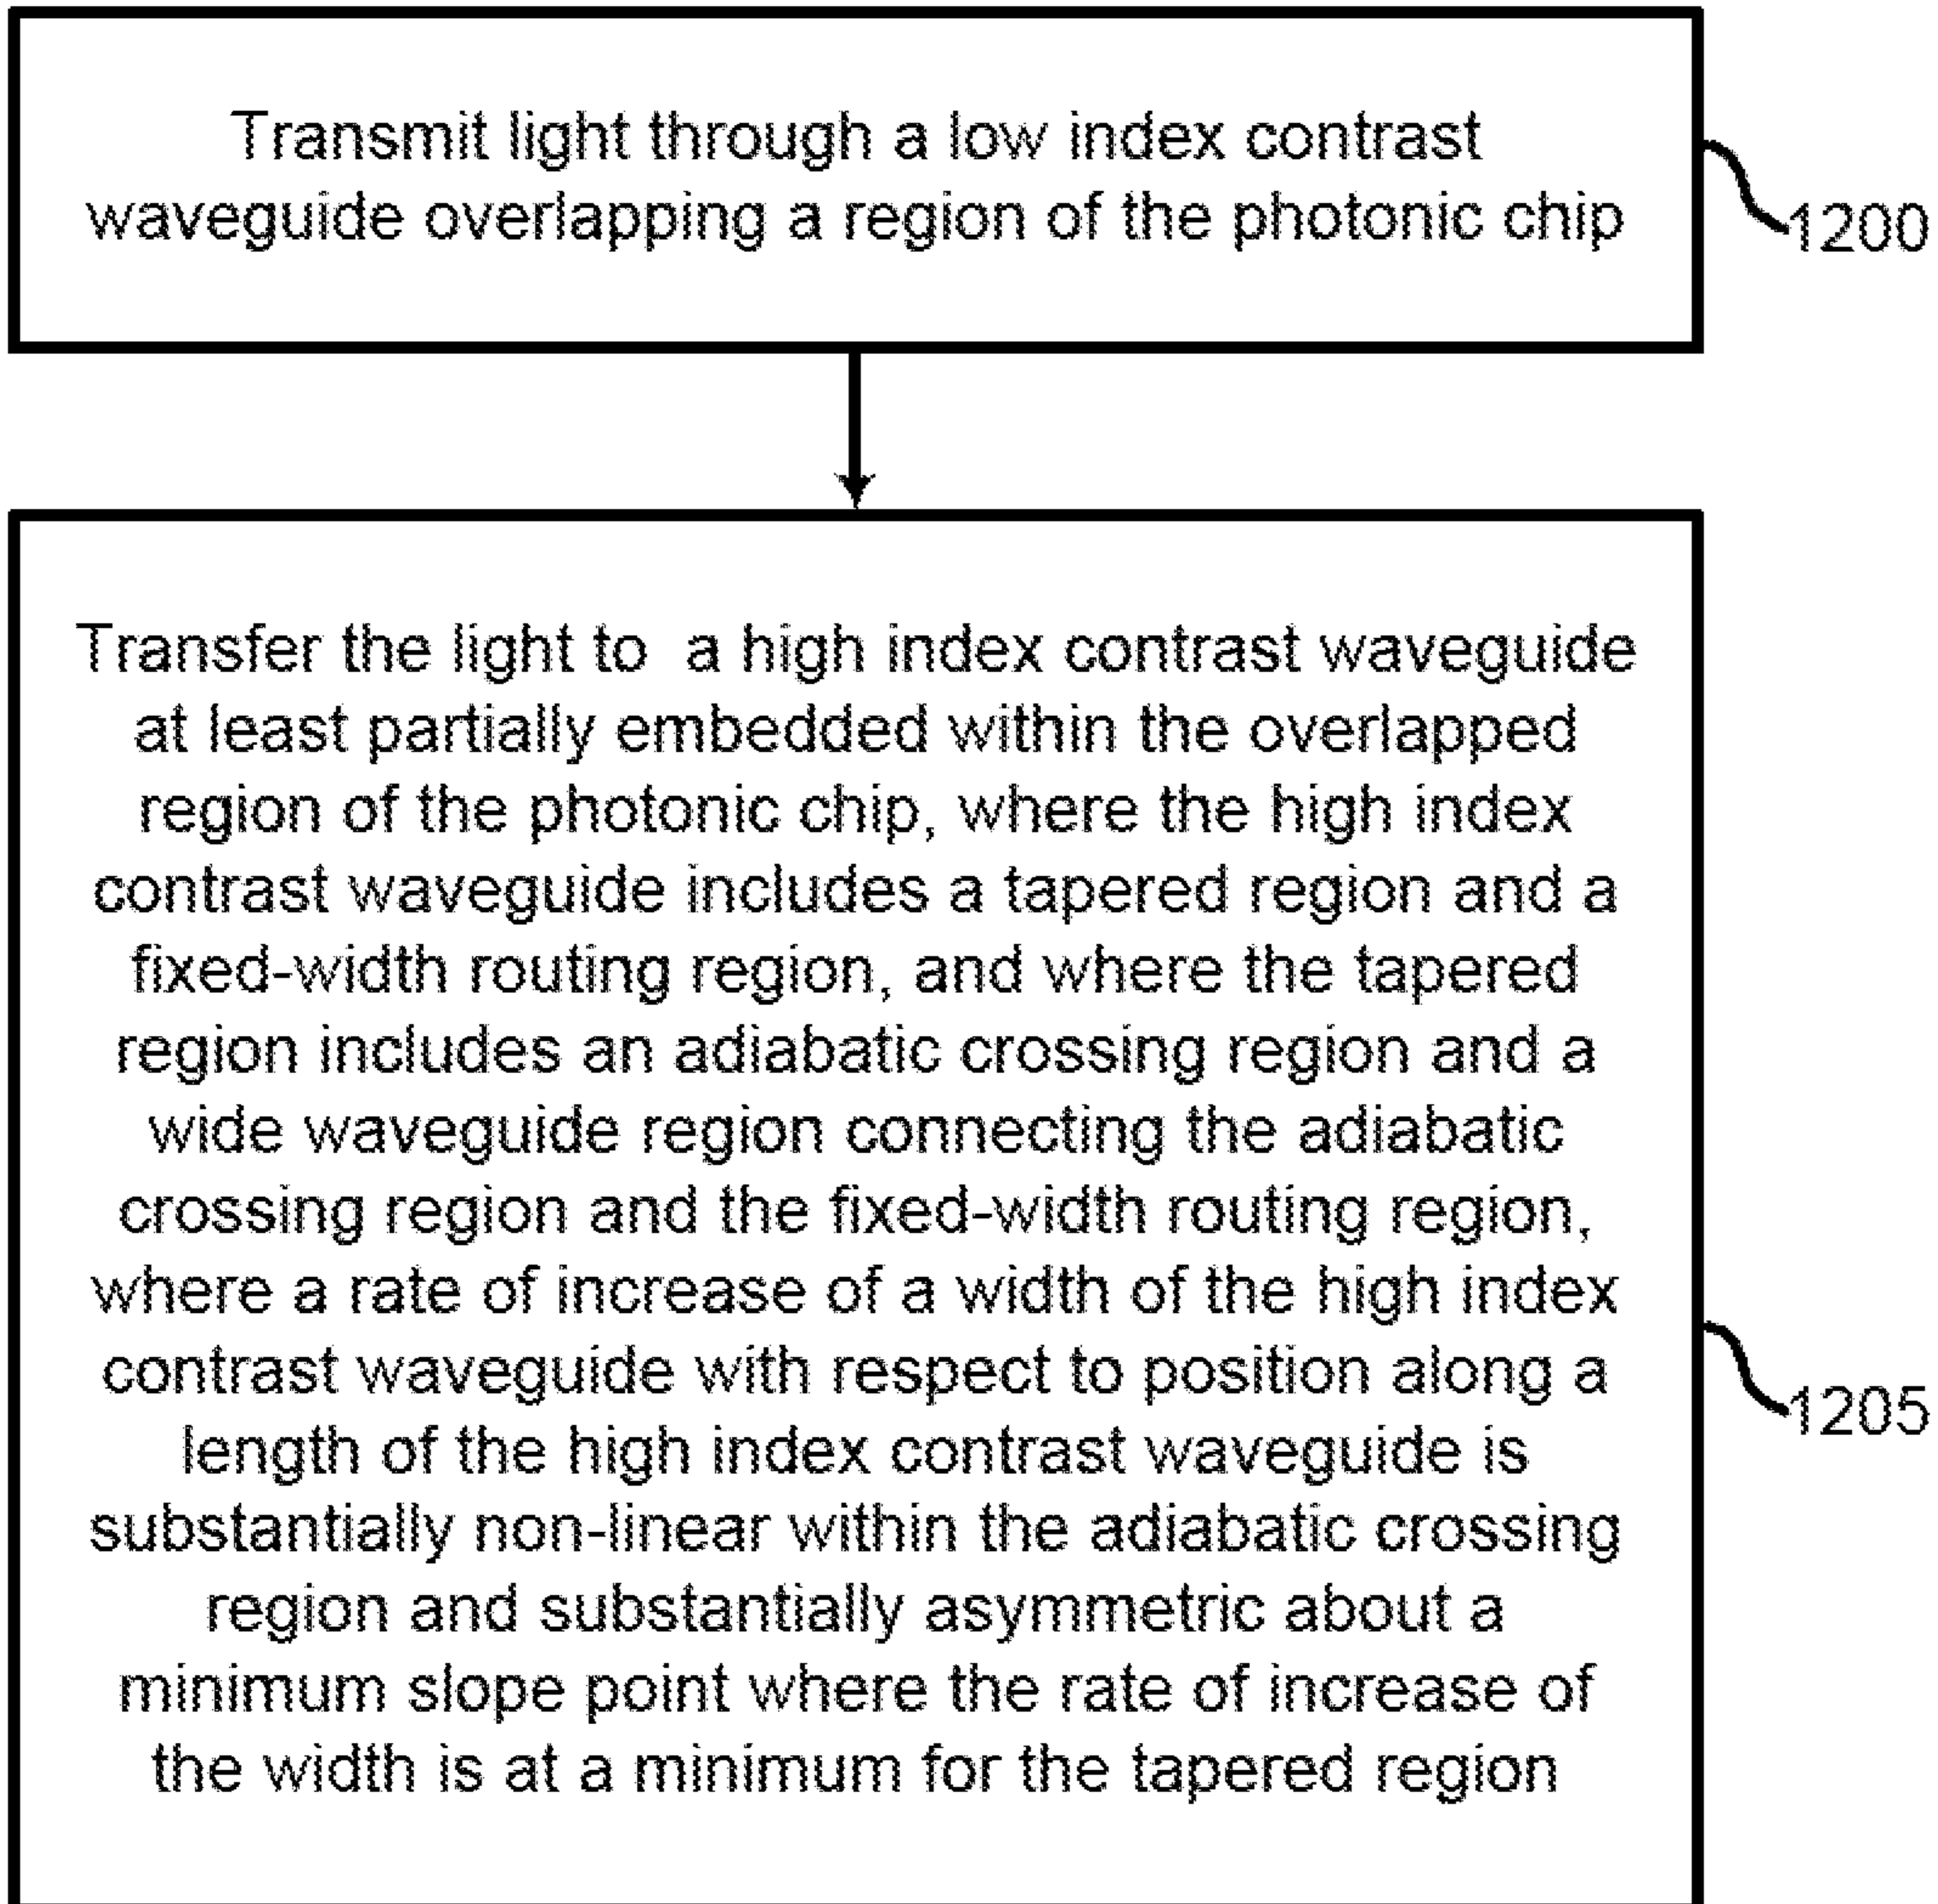 Transmit light through a low index contrast
waveguide overlapping a region of the photonic chip
1200
Transfer the light to a high index contrast waveguide
at least partially embedded within the overlapped
region of the photonic chip, where the high index
contrast waveguide includes a tapered region and a
fixed-width routing region, and where the tapered
region includes an adiabatic crossing region and a
wide waveguide region connecting the adiabatic
crossing region and the fixed-width routing region,
where a rate of increase of a width of the high index
contrast waveguide with respect to position along a
length of the high index contrast waveguide is
substantially non-linear within the adiabatic crossing
region and substantially asymmetric about a
minimum slope point where the rate of increase of
the width is at a minimum for the tapered region
1205